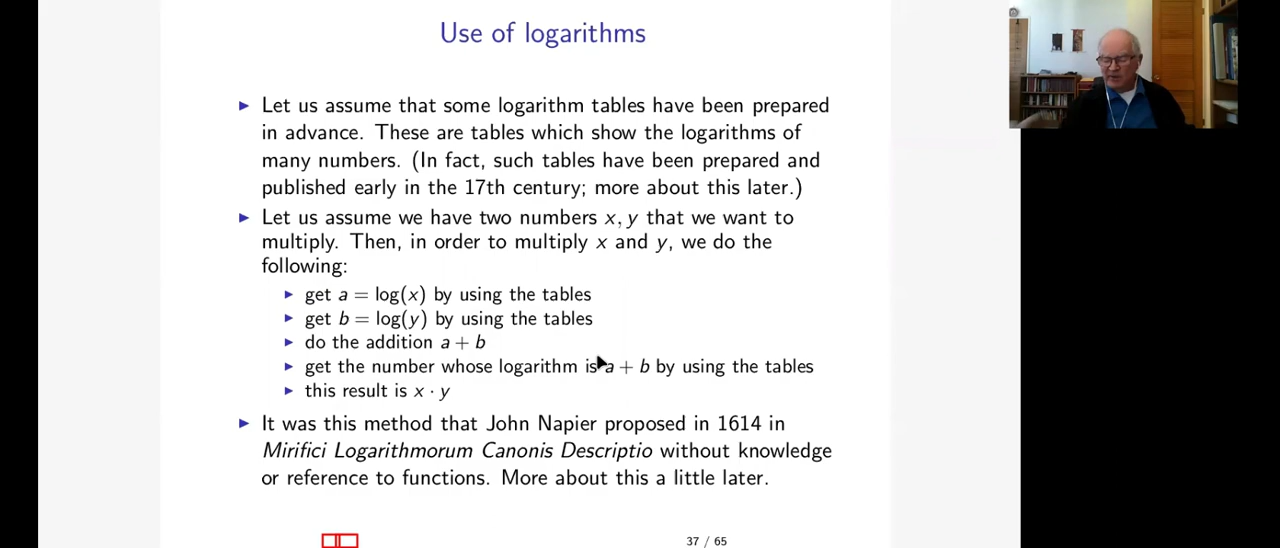 Use of logarithms
▶ Let us assume that some logarithm tables have been prepared
in advance. These are tables which show the logarithms of
many numbers. (In fact, such tables have been prepared and
published early in the 17th century; more about this later.)
▶ Let us assume we have two numbers x, y that we want to
multiply. Then, in order to multiply x and y, we do the
following:
▶ get a = log(x) by using the tables
▶ get b = log(y) by using the tables
▶ do the addition a + b
▶ get the number whose logarithm is a + b by using the tables
▶ this result is x · y
▶ It was this method that John Napier proposed in 1614 in
Mirifici Logarithmorum Canonis Descriptio without knowledge
or reference to functions. More about this a little later.
37 / 65